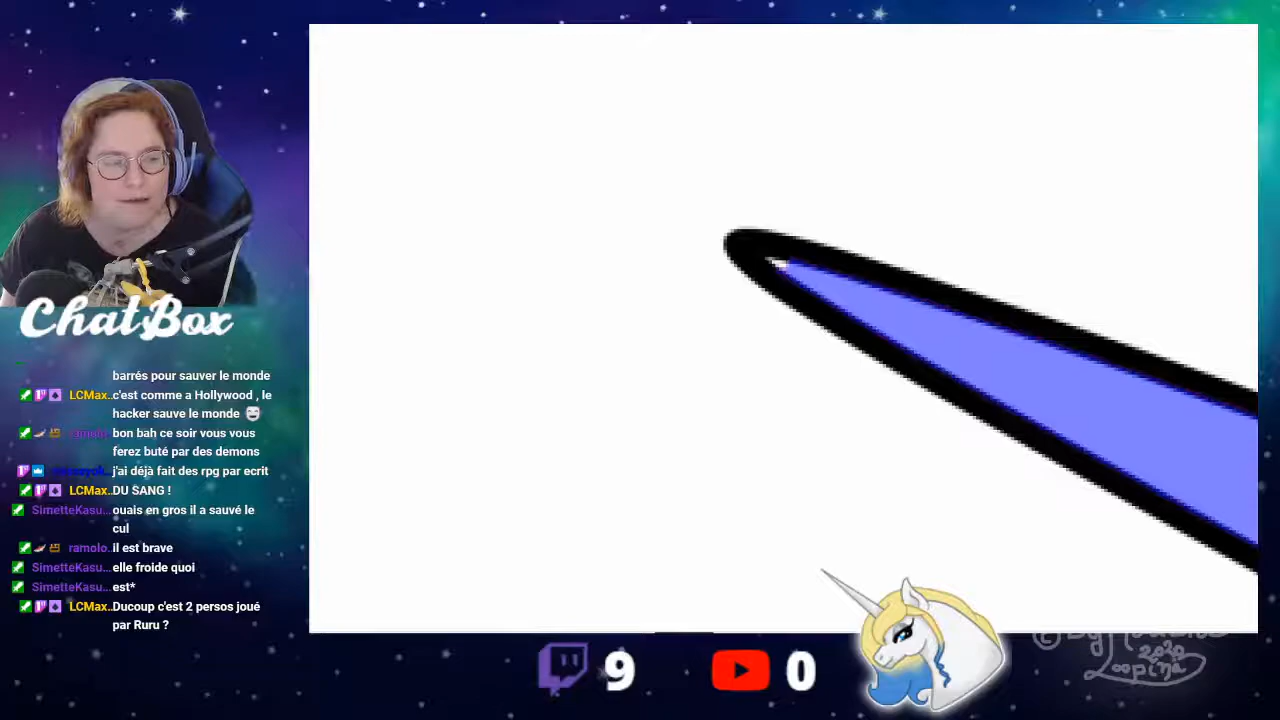 ChatBox
barrés pour sauver le monde
LCMax.. c'est comme a Hollywood , le
hacker sauve le monde
ramolo.. bon bah ce soir vous vous
ferez buté par des demons
j'ai déjà fait des rpg par ecrit
LCMax.. DU SANG !
SimetteKasu... ouais en gros il a sauvé le
cul
ramolo.. il est brave
SimetteKasu... elle froide quoi
SimetteKasu... est*
LCMax.. Ducoup c'est 2 persos joué
par Ruru ?
9
0
©
2020
Loopina